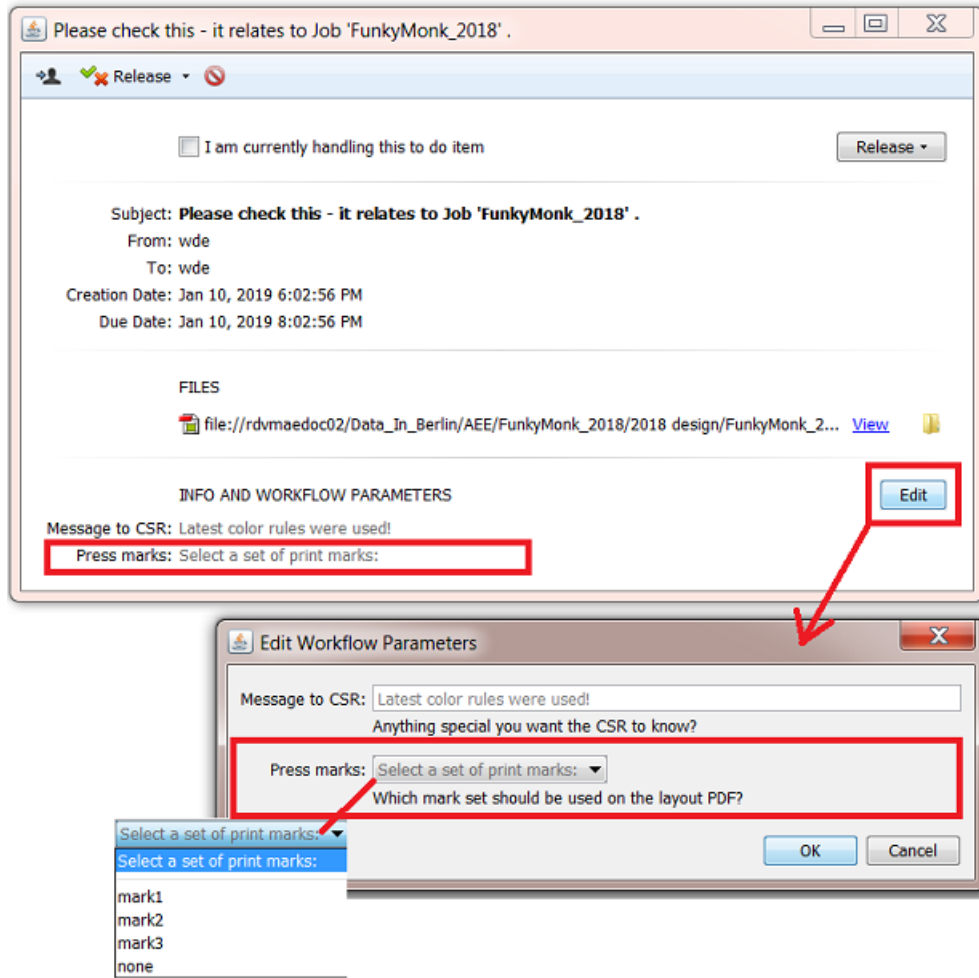 Please check this - it relates to Job 'FunkyMonk_2018' .
Release
I am currently handling this to do item
Release
Subject: Please check this - it relates to Job 'FunkyMonk_2018' .
From: wde
To: wde
Creation Date: Jan 10, 2019 6:02:56 PM
Due Date: Jan 10, 2019 8:02:56 PM
FILES
file://rdvmaedoc02/Data_In_Berlin/AEE/FunkyMonk_2018/2018 design/FunkyMonk_2... View
INFO AND WORKFLOW PARAMETERS
Edit
Message to CSR: Latest color rules were used!
Press marks: Select a set of print marks:
Edit Workflow Parameters
Message to CSR: Latest color rules were used!
Anything special you want the CSR to know?
Press marks: Select a set of print marks:
Which mark set should be used on the layout PDF?
OK Cancel
Select a set of print marks:
Select a set of print marks:
mark1
mark2
mark3
none